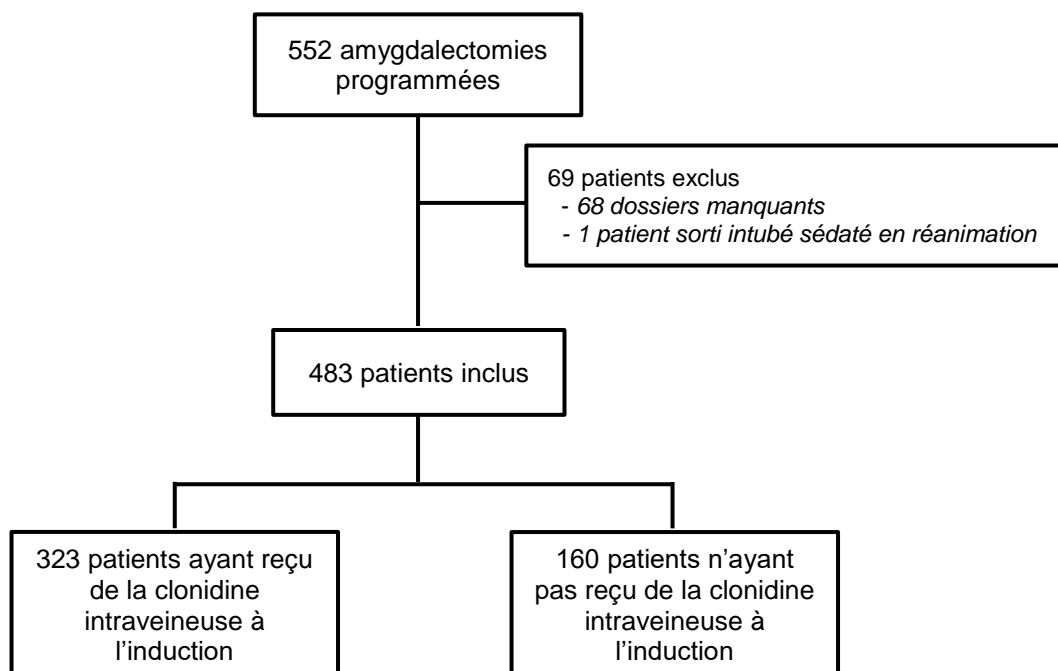 552 amygdalectomies
programmées
69 patients exclus
- 68 dossiers manquants
- 1 patient sorti intubé sédaté en réanimation
483 patients inclus
323 patients ayant reçu
de la clonidine
intraveineuse à
l’induction
160 patients n’ayant
pas reçu de la clonidine
intraveineuse à
l’induction